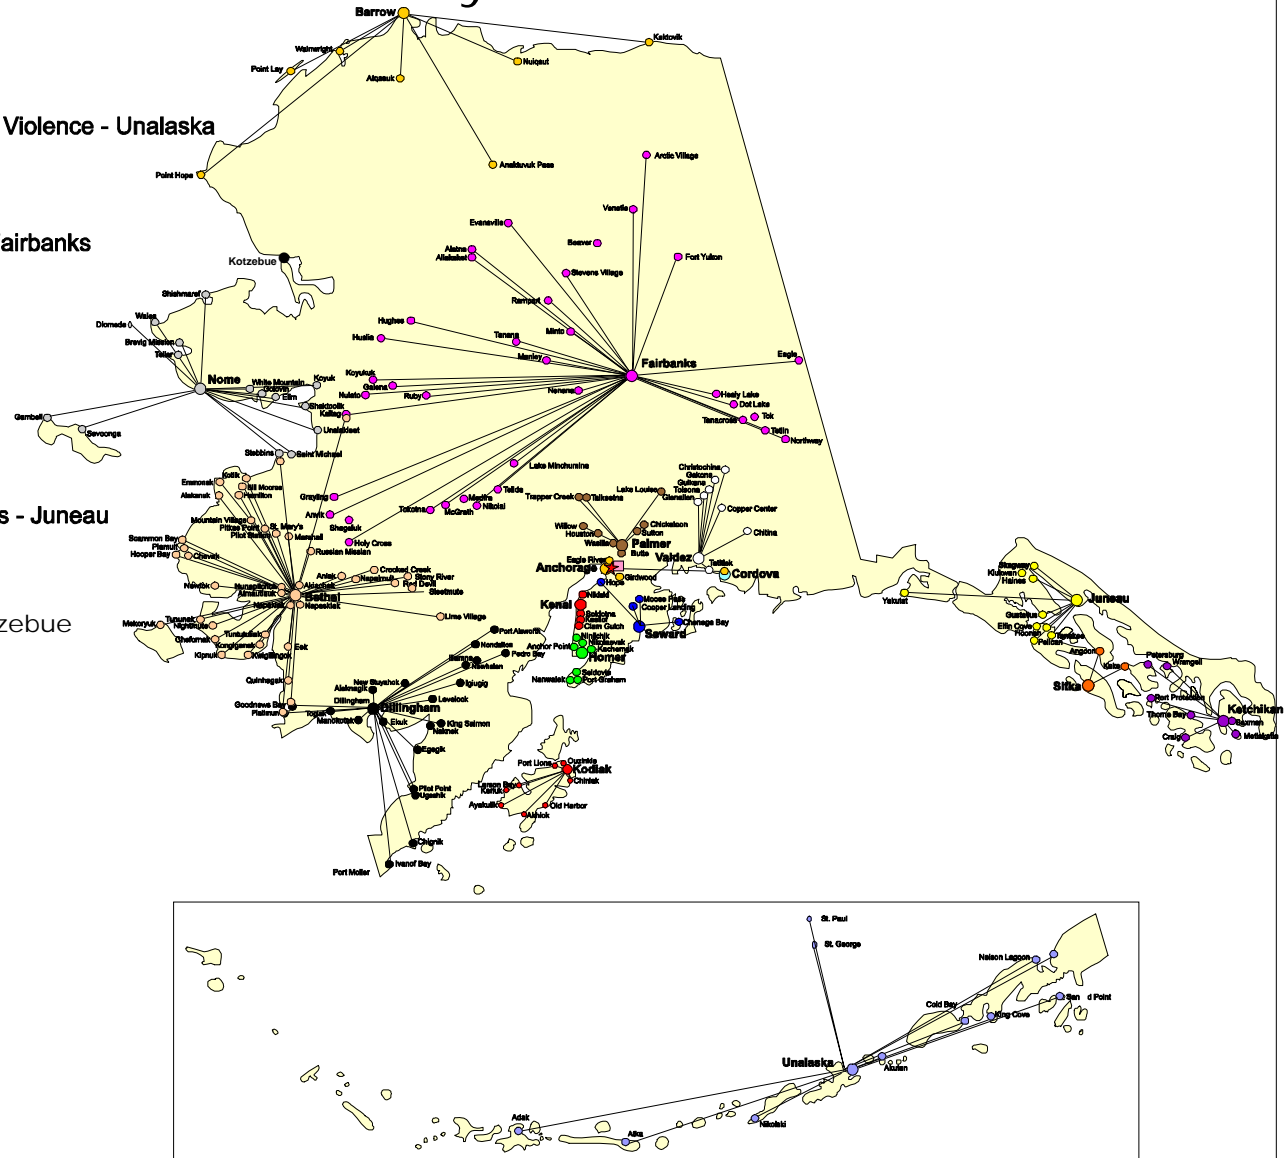 Barrow
Kaktovik
Wainwright
Nuiqsut
Point Lay
Atqasuk
Violence - Unalaska
Arctic Village
Anaktuvuk Pass
Point Hope
Venetie
Evansville
airbanks
Beaver
Alatna
Allakaket
Fort Yukon
Kotzebue
Stevens Village
Shishmaref
Rampart
Wales
Hughes
Diomede
Minto
Huslia
Tanana
Brevig Mission
Teller
Manley
Eagle
Fairbanks
Koyukuk
Nome
White Mountain
Koyuk
Galena
Golovin
Nulato
Ruby
Nenana
Healy Lake
Elim
Dot Lake
Shaktoolik
Kaltag
Tok
Gambell
Tanacross
Savoonga
Unalakleet
Tetlin
Northway
Stebbins
Saint Michael
Lake Minchumina
Christochina
Gakona
Gulkana
Kotlik
Emmonak
Bill Moores
Telida
Lake Louise
Tolsona
Alakanuk
Hamilton
Grayling
Medfra
Trapper Creek
Talkeetna
Glenallen
Nikolai
Takotna
McGrath
Copper Center
s - Juneau
Anvik
Mountain Village
Shageluk
Pitkas Point
St. Mary's
Pilot Station
Willow
Chickaloon
Houston
Sutton
Chitina
Scammon Bay
Marshall
Holy Cross
Wasilla
Palmer
Hooper Bay
Chevak
Russian Mission
Butte
Valdez
Eagle River
Tatitlek
Anchorage
Cordova
Crooked Creek
Aniak
Napaimute
Stony River
Girdwood
Skagway
Klukwan
Haines
Newtok
Nunapitchuk
Akiachak
Red Devil
Sleetmute
Hope
Atmautluak
Bethel
Nikiski
Yakutat
Juneau
Napaskiak
Kenai
Moose Pass
Copper Landing
Soldotna
Kasilof
Gustavus
zebue
Mekoryuk
Tununak
Nightmute
Lime Village
Clam Gutch
Seward
Chenega Bay
Elfin Cove
Hoonah
Tenakee
Pelican
Tuntutuliak
Port Alsworth
Ninilchik
Chefornak
Kongiganak
Eek
Nondalton
Anchor Point
Kachemak
Angoon
Kipnuk
Kwigillingok
Pedro Bay
Homer
Petersburg
Newhalen
Kake
Wrangell
Quinhagak
New Stuyahok
Aleknagik
Igiugig
Seldovia
Nanwalek
Port Graham
Sitka
Dillingham
Levelock
Port Protection
Goodnews Bay
Dillingham
Platinum
Togiak
Manokotak
Ekuk
King Salmon
Naknek
Thorne Bay
Ketchikan
Saxman
Craig
Metlakatla
Egegik
Port Lions
Ouzinkie
Kodiak
Chiniak
Larsen Bay
Karluk
Pilot Point
Ugashik
Ayakulik
Old Harbor
Akhiok
Chignik
Ivanof Bay
Port Moller
St. Paul
St. George
Nelson Lagoon
San d Point
Cold Bay
King Cove
Unalaska
Akutan
Adak
Nikolski
Atka